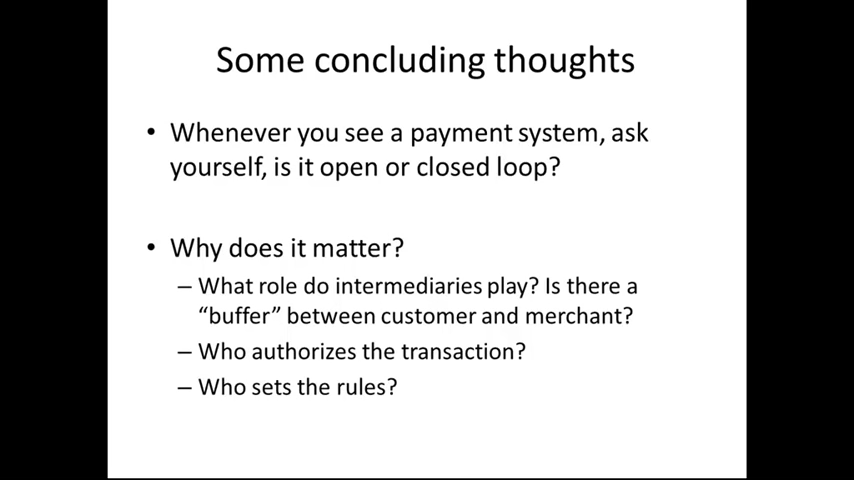 Some concluding thoughts
• Whenever you see a payment system, ask
yourself, is it open or closed loop?
• Why does it matter?
– What role do intermediaries play? Is there a
“buffer” between customer and merchant?
– Who authorizes the transaction?
– Who sets the rules?